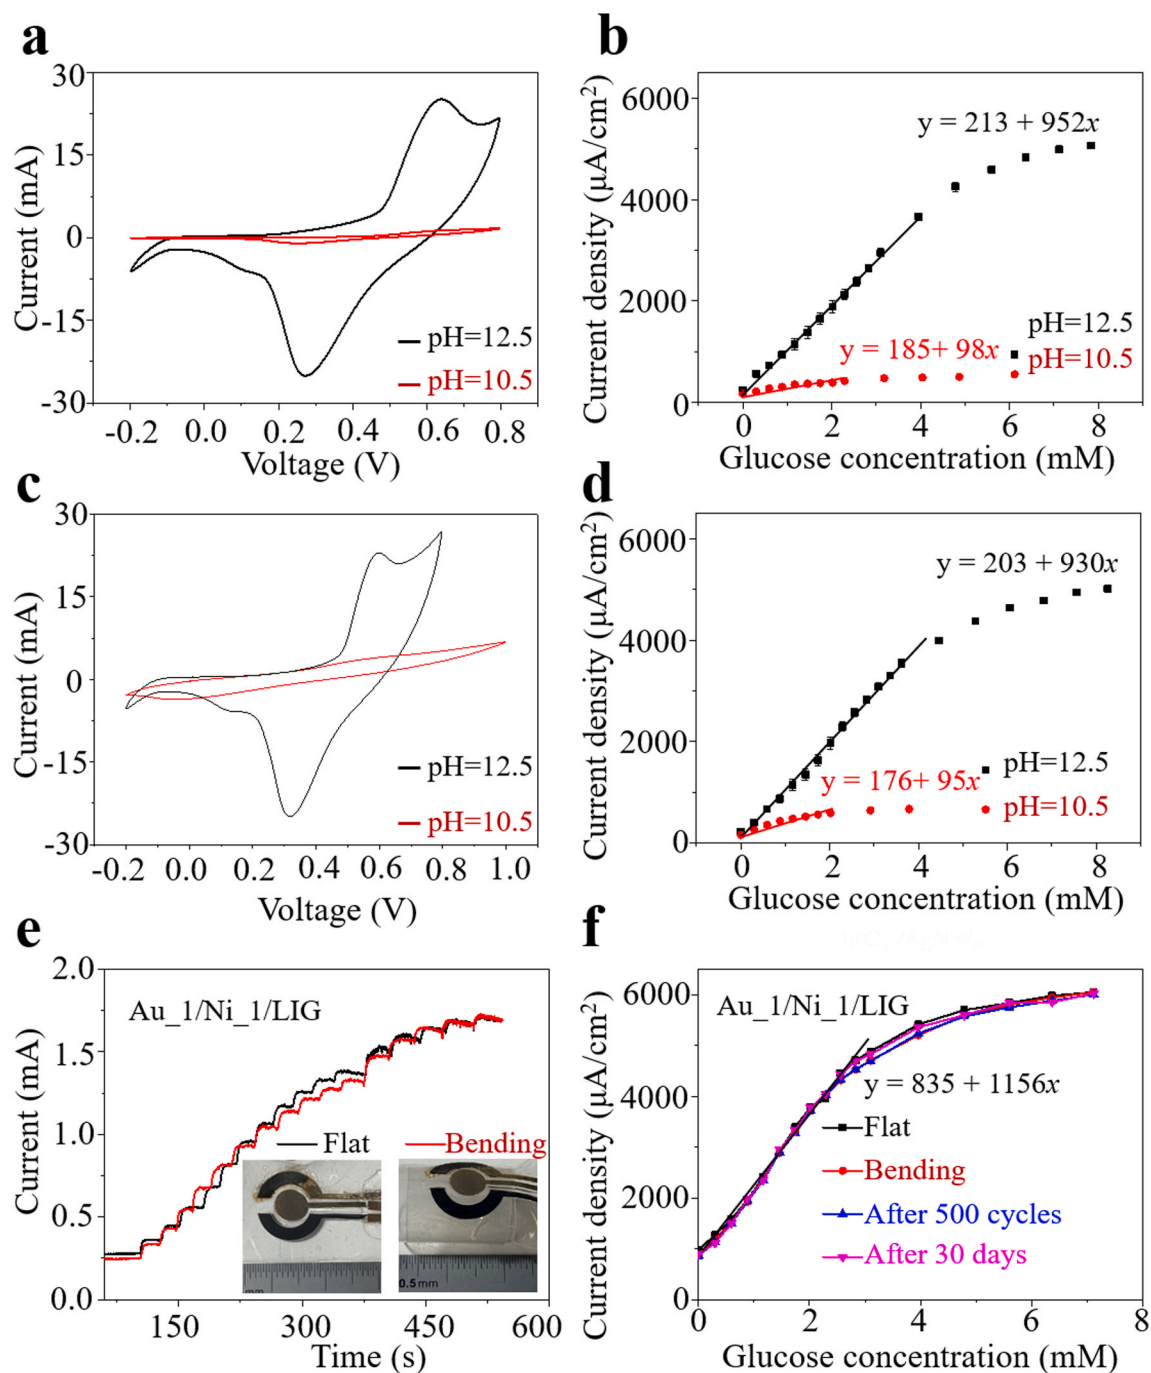 a
30
15
0
-15
-30
Current (mA)
pH=12.5
pH=10.5
-0.2 0.0 0.2 0.4 0.6 0.8
Voltage (V)
b
6000
4000
2000
0
Current density (µA/cm²)
y = 213 + 952x
y = 185+ 98x
pH=12.5
pH=10.5
0 2 4 6 8
Glucose concentration (mM)
c
30
15
0
-15
-30
Current (mA)
pH=12.5
pH=10.5
-0.2 0.0 0.2 0.4 0.6 0.8 1.0
Voltage (V)
d
6000
4000
2000
0
Current density (µA/cm²)
y = 203 + 930x
y = 176+ 95x
pH=12.5
pH=10.5
0 2 4 6 8
Glucose concentration (mM)
e
2.0
1.5
1.0
0.5
0.0
Current (mA)
Au_1/Ni_1/LIG
Flat
Bending
mm
0.5 mm
150 300 450 600
Time (s)
f
6000
4000
2000
0
Current density (µA/cm²)
Au_1/Ni_1/LIG
y = 835 + 1156x
Flat
Bending
After 500 cycles
After 30 days
0 2 4 6 8
Glucose concentration (mM)